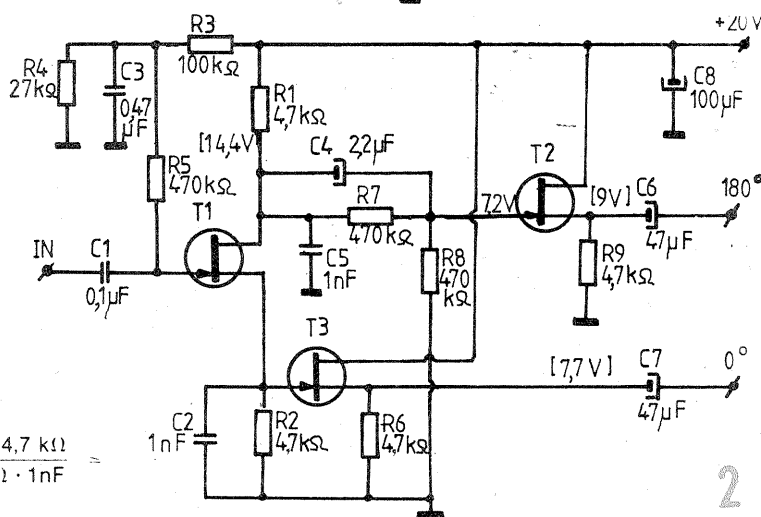 +20V
R3
100kΩ
R4
27kΩ
C3
0,47
µF
R1
4,7kΩ
C8
100µF
[14,4V]
C4 2,2µF
R5
470kΩ
T2
T1
R7
470kΩ
7,2V
[9V]
C6
47µF
180°
IN
C1
0,1µF
C5
1nF
R8
470
kΩ
R9
4,7kΩ
T3
[7,7V]
C7
47µF
0°
C2
1nF
R2
4,7kΩ
R6
4,7kΩ
4,7 kΩ
Ω · 1nF
=
2